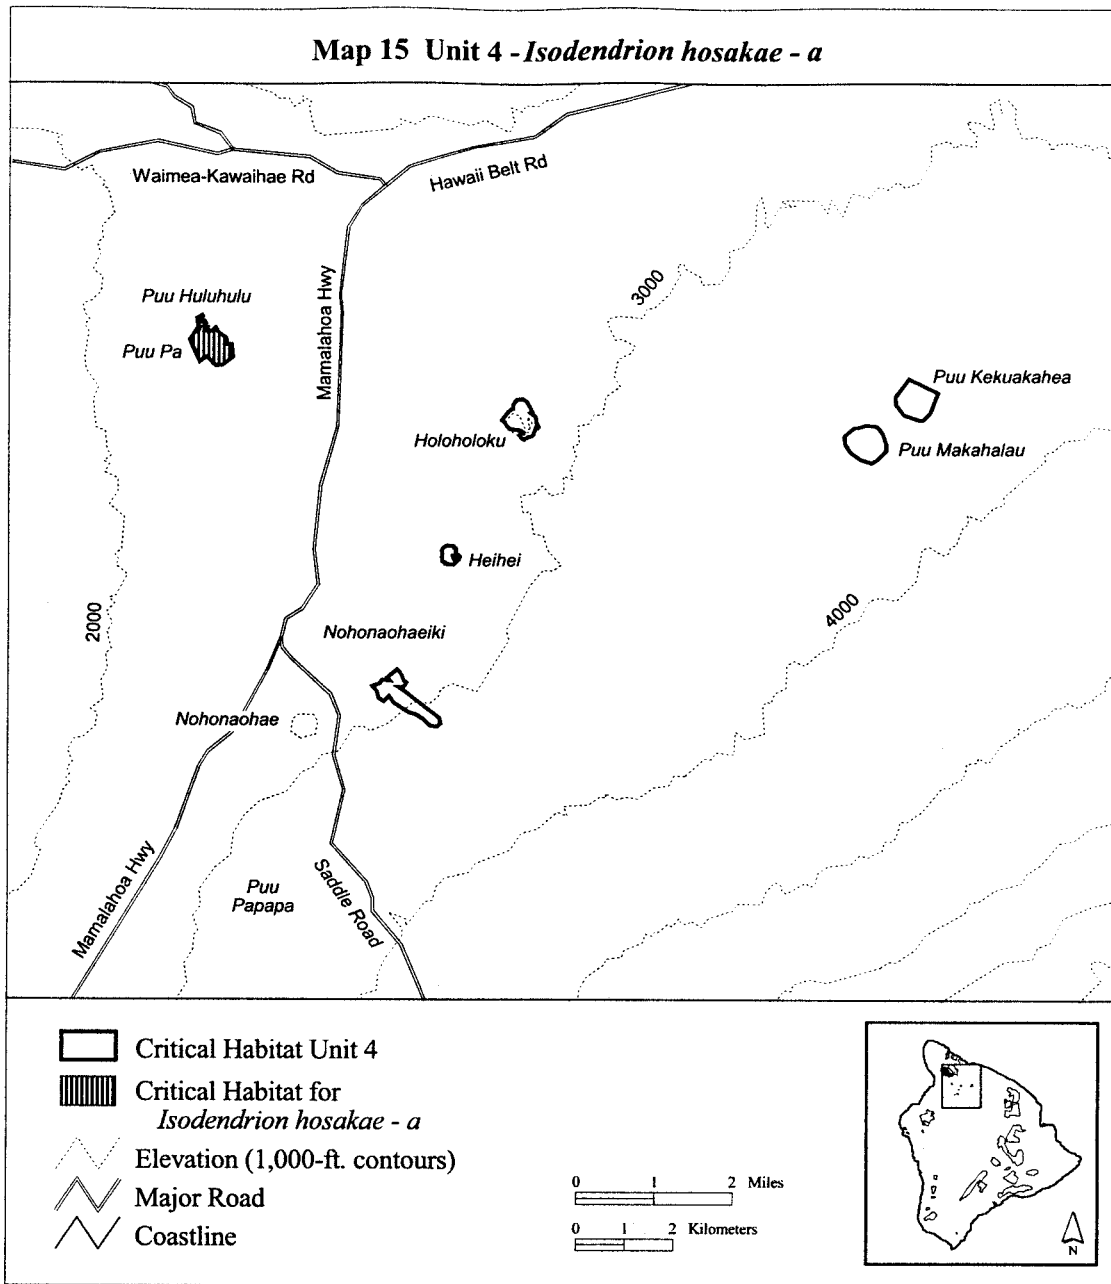 Map 15 Unit 4 - Isodendrion hosakae - a
Waimea-Kawaihae Rd
Hawaii Belt Rd
Mamalahoa Hwy
3000
Puu Huluhulu
Puu Pa
Puu Kekuakahea
Holoholoku
Puu Makahalau
Heihei
2000
4000
Nohonaohaeiki
Nohonaohae
Mamalahoa Hwy
Puu
Papapa
Saddle Road
Critical Habitat Unit 4
Critical Habitat for
Isodendrion hosakae - a
Elevation (1,000-ft. contours)
Major Road
Coastline
0 1 2 Miles
0 1 2 Kilometers
N